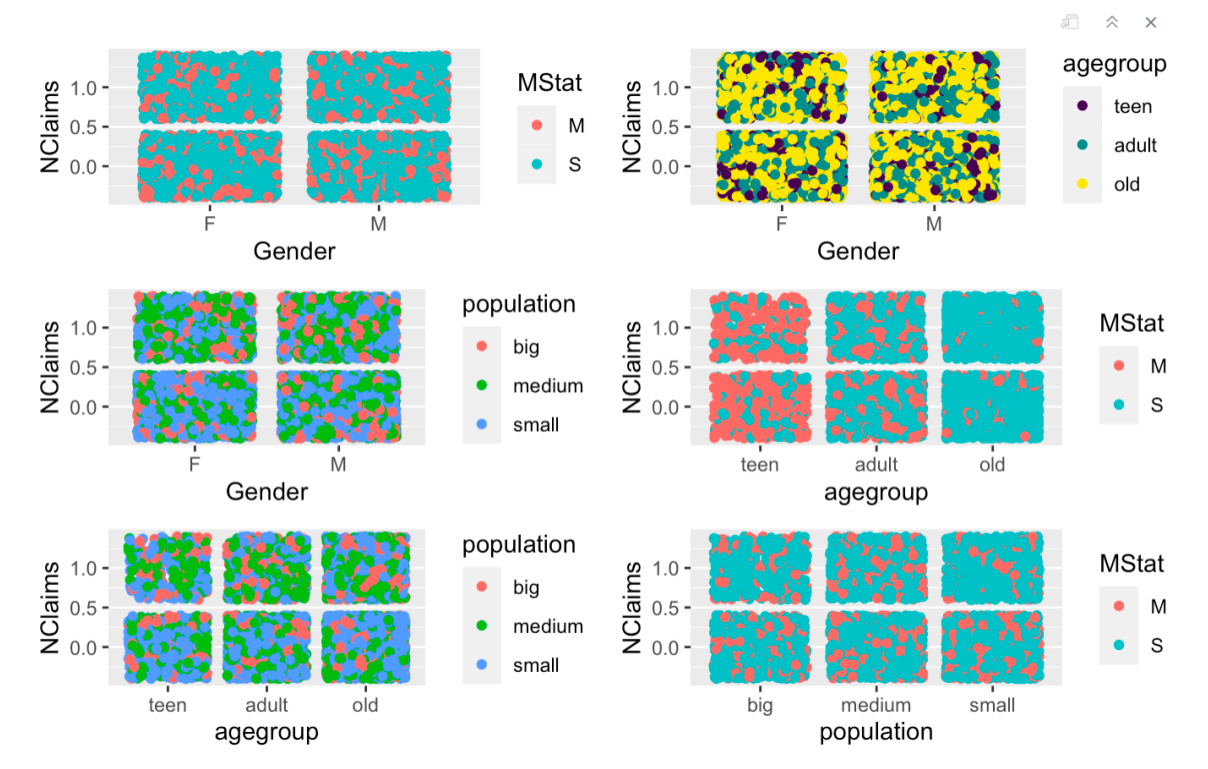 NClaims
1.0
0.5
0.0
F M
Gender
MStat
M
S
NClaims
1.0
0.5
0.0
F M
Gender
agegroup
teen
adult
old
NClaims
1.0
0.5
0.0
F M
Gender
population
big
medium
small
NClaims
1.0
0.5
0.0
teen adult old
agegroup
MStat
M
S
NClaims
1.0
0.5
0.0
teen adult old
agegroup
population
big
medium
small
NClaims
1.0
0.5
0.0
big medium small
population
MStat
M
S